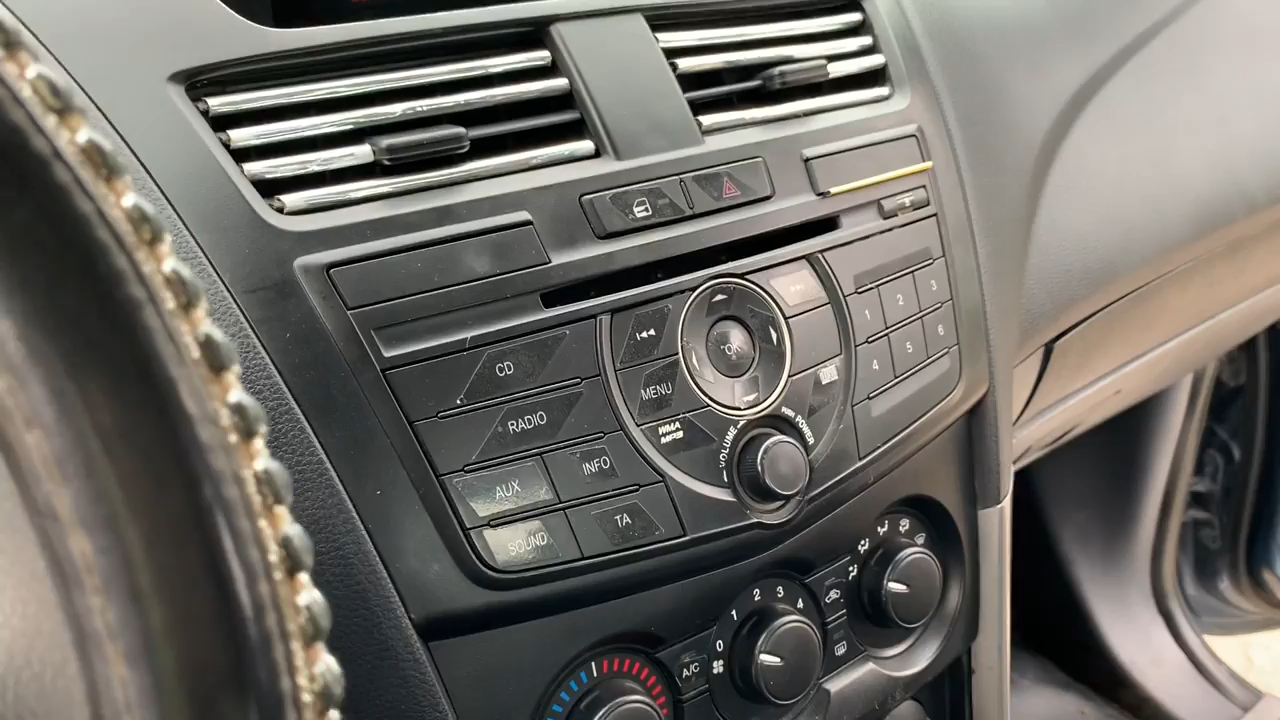 CD
RADIO
AUX
INFO
SOUND
TA
MENU
WMA
MP3
OK
VOLUME
PUSH POWER
1 2 3
4 5 6
A/C
0 1 2 3 4